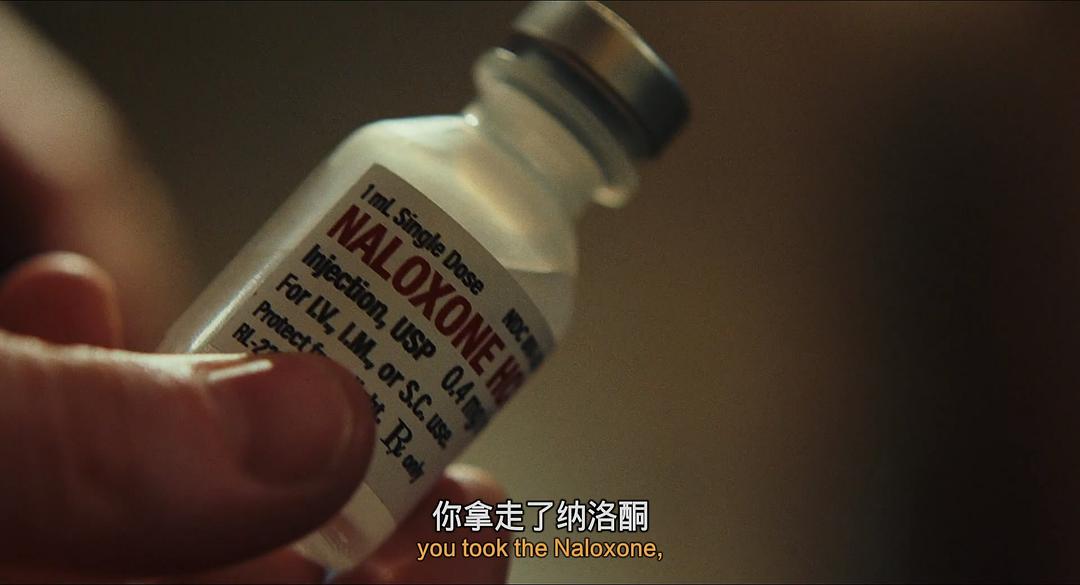 1 mL Single Dose
NALOXONE
Injection, USP 0.4 mg
For I.V., I.M., or S.C. use.
Protect
Rx only
你拿走了纳洛酮
you took the Naloxone,